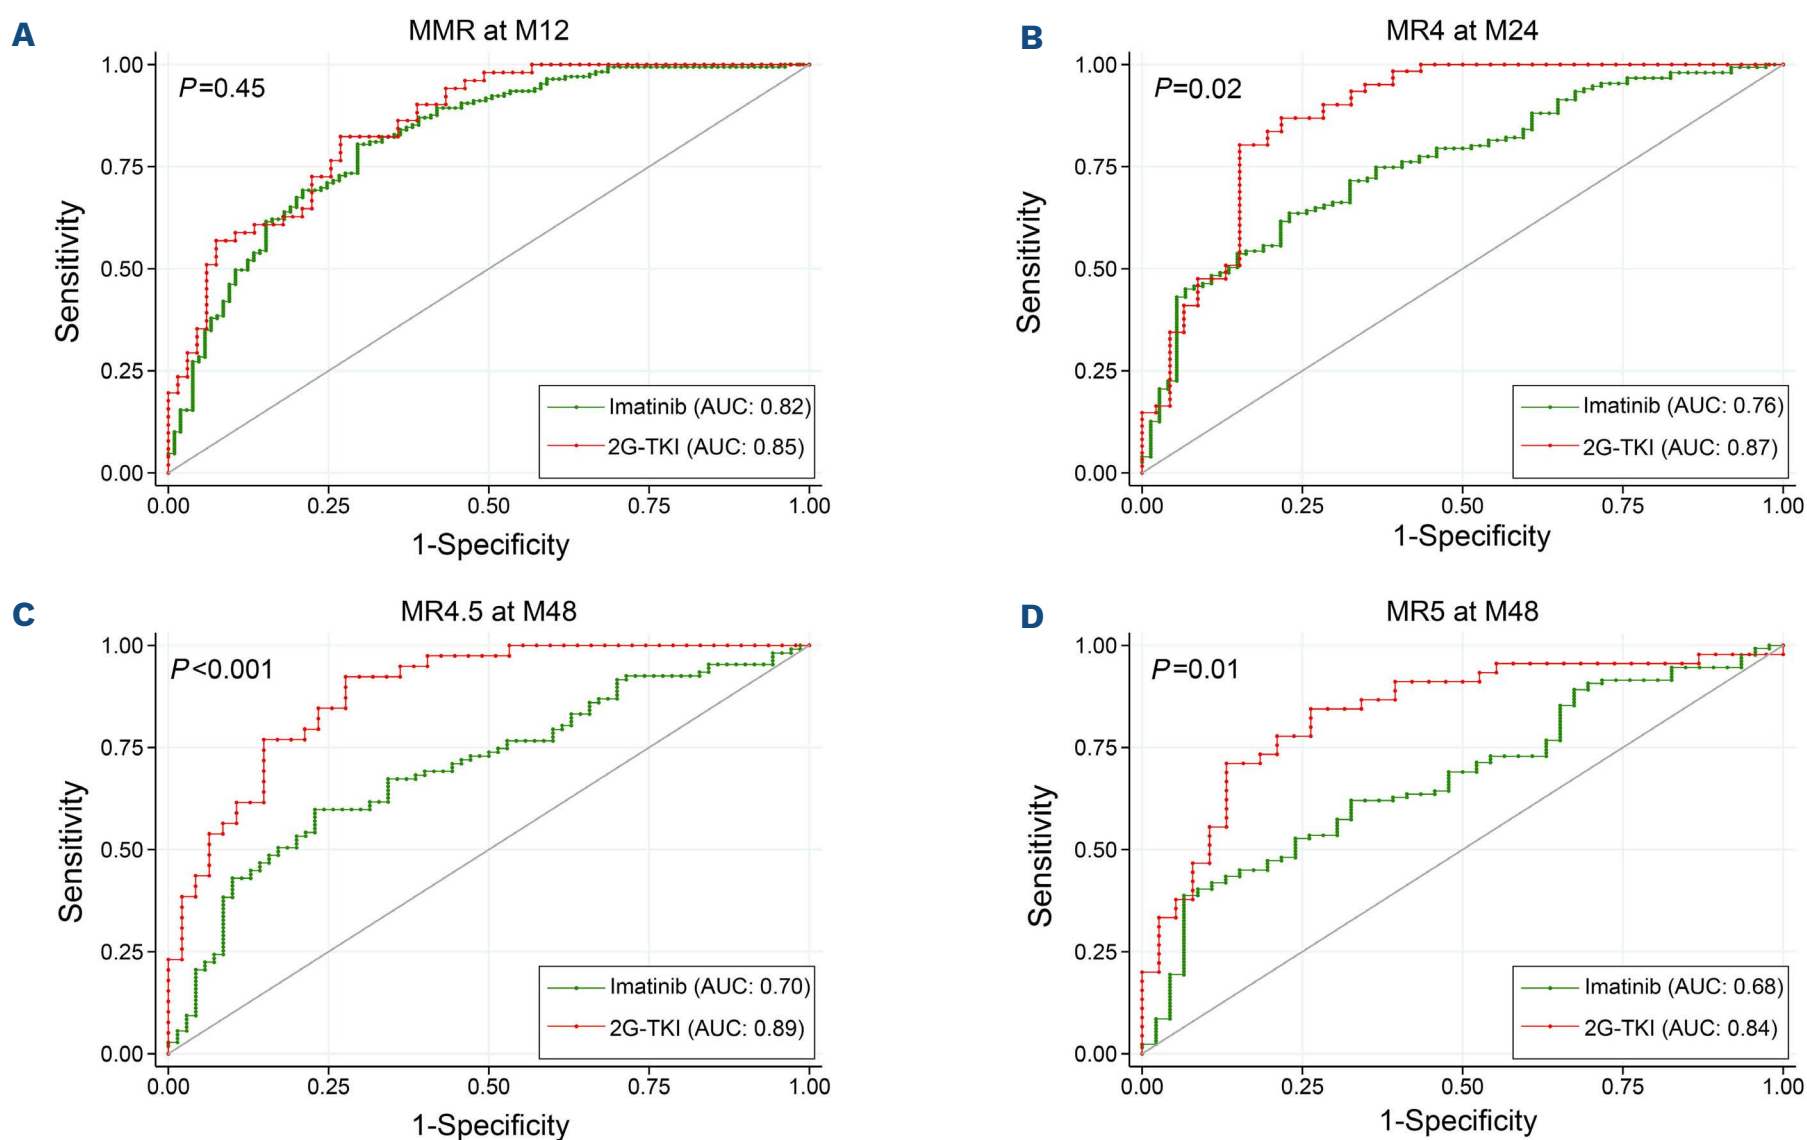 A
MMR at M12
P=0.45
1.00
0.75
0.50
0.25
0.00
Sensitivity
Imatinib (AUC: 0.82)
2G-TKI (AUC: 0.85)
0.00 0.25 0.50 0.75 1.00
1-Specificity
B
MR4 at M24
P=0.02
1.00
0.75
0.50
0.25
0.00
Sensitivity
Imatinib (AUC: 0.76)
2G-TKI (AUC: 0.87)
0.00 0.25 0.50 0.75 1.00
1-Specificity
C
MR4.5 at M48
P<0.001
1.00
0.75
0.50
0.25
0.00
Sensitivity
Imatinib (AUC: 0.70)
2G-TKI (AUC: 0.89)
0.00 0.25 0.50 0.75 1.00
1-Specificity
D
MR5 at M48
P=0.01
1.00
0.75
0.50
0.25
0.00
Sensitivity
Imatinib (AUC: 0.68)
2G-TKI (AUC: 0.84)
0.00 0.25 0.50 0.75 1.00
1-Specificity